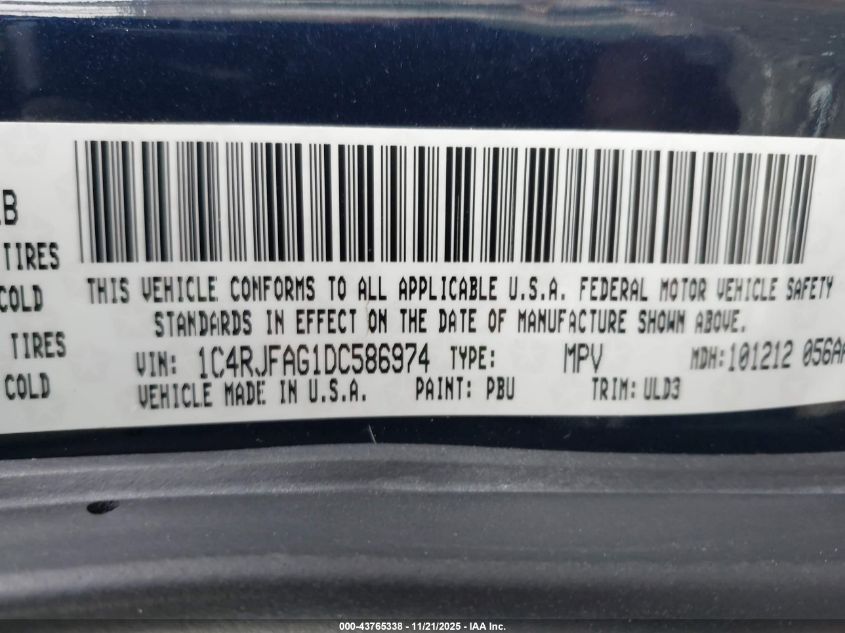 B
TIRES
COLD
TIRES
COLD
THIS VEHICLE CONFORMS TO ALL APPLICABLE U.S.A. FEDERAL MOTOR VEHICLE SAFETY
STANDARDS IN EFFECT ON THE DATE OF MANUFACTURE SHOWN ABOVE.
VIN: 1C4RJFAG1DC586974 TYPE: MPV MDH:101212 056AA
VEHICLE MADE IN U.S.A. PAINT: PBU TRIM: ULD3
000-43765338 - 11/21/2025 - IAA Inc.